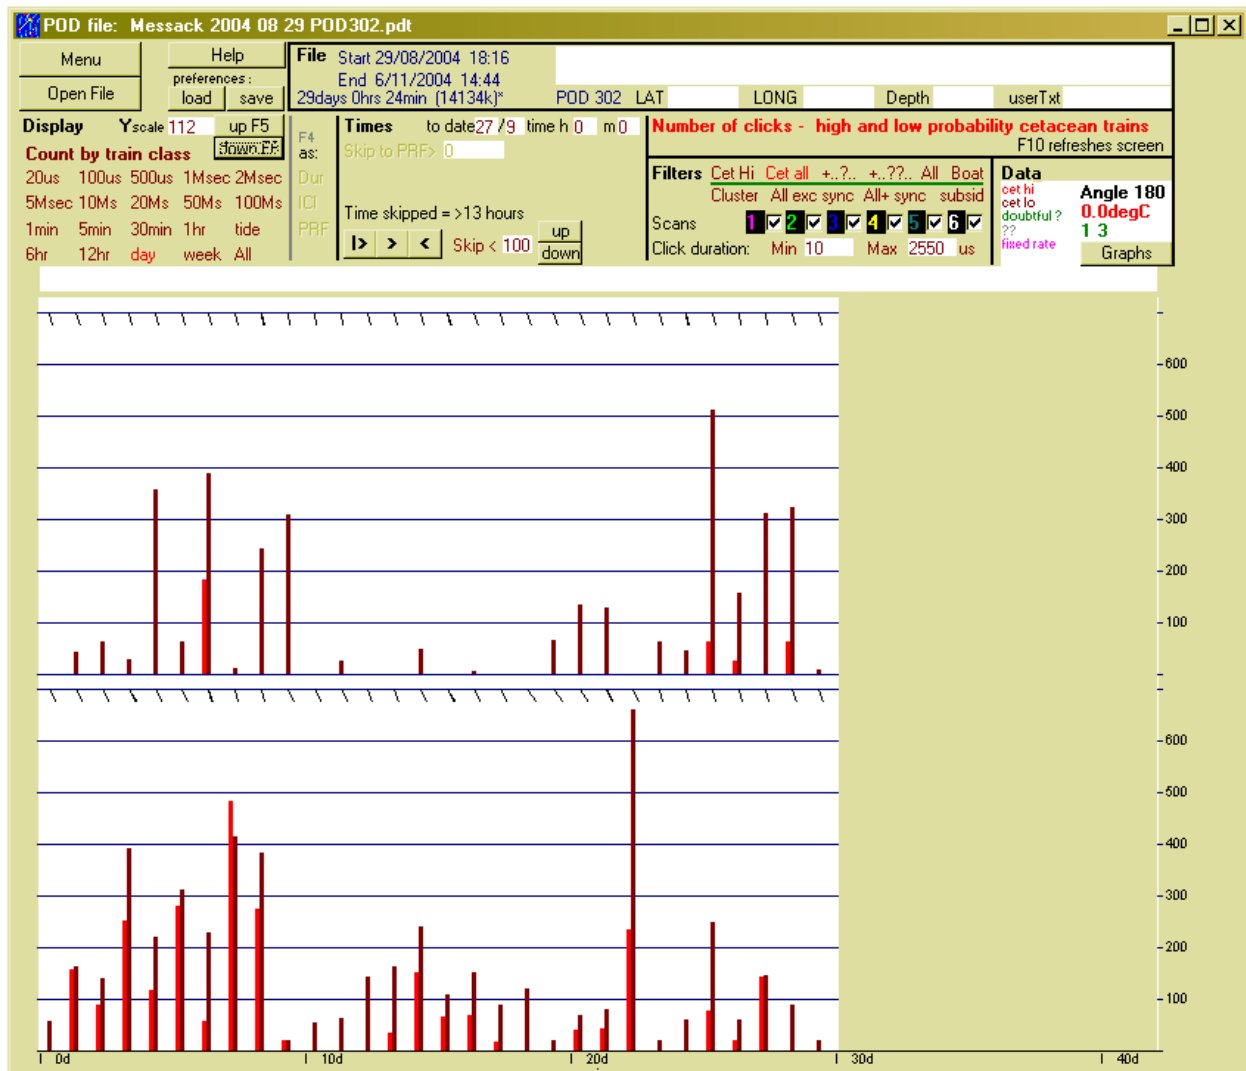 POD file: Messack 2004 08 29 POD302.pdt
Menu
Help
Open File
preferences :
load save
File Start 29/08/2004 18:16
End 6/11/2004 14:44
29days 0hrs 24min (14134k)* POD 302 LAT LONG Depth userTxt
Display Yscale 112 up F5
down F6
Count by train class
20us 100us 500us 1Msec 2Msec
5Msec 10Ms 20Ms 50Ms 100Ms
1min 5min 30min 1hr tide
6hr 12hr day week All
F4
as:
Dur
ICI
PRF
Times to date 27 /9 time h 0 m 0
Skip to PRF> 0
Time skipped = >13 hours
|> > < Skip < 100 up
down
Number of clicks - high and low probability cetacean trains
F10 refreshes screen
Filters Cet Hi Cet all +..?.. +..??.. All Boat
Cluster All exc sync All+ sync subsid
Scans 1 2 3 4 5 6
Click duration: Min 10 Max 2550 us
Data
cet hi
cet lo
doubtful ?
??
fixed rate
Angle 180
0.0degC
1 3
Graphs
600
500
400
300
200
100
600
500
400
300
200
100
0d 10d 20d 30d 40d